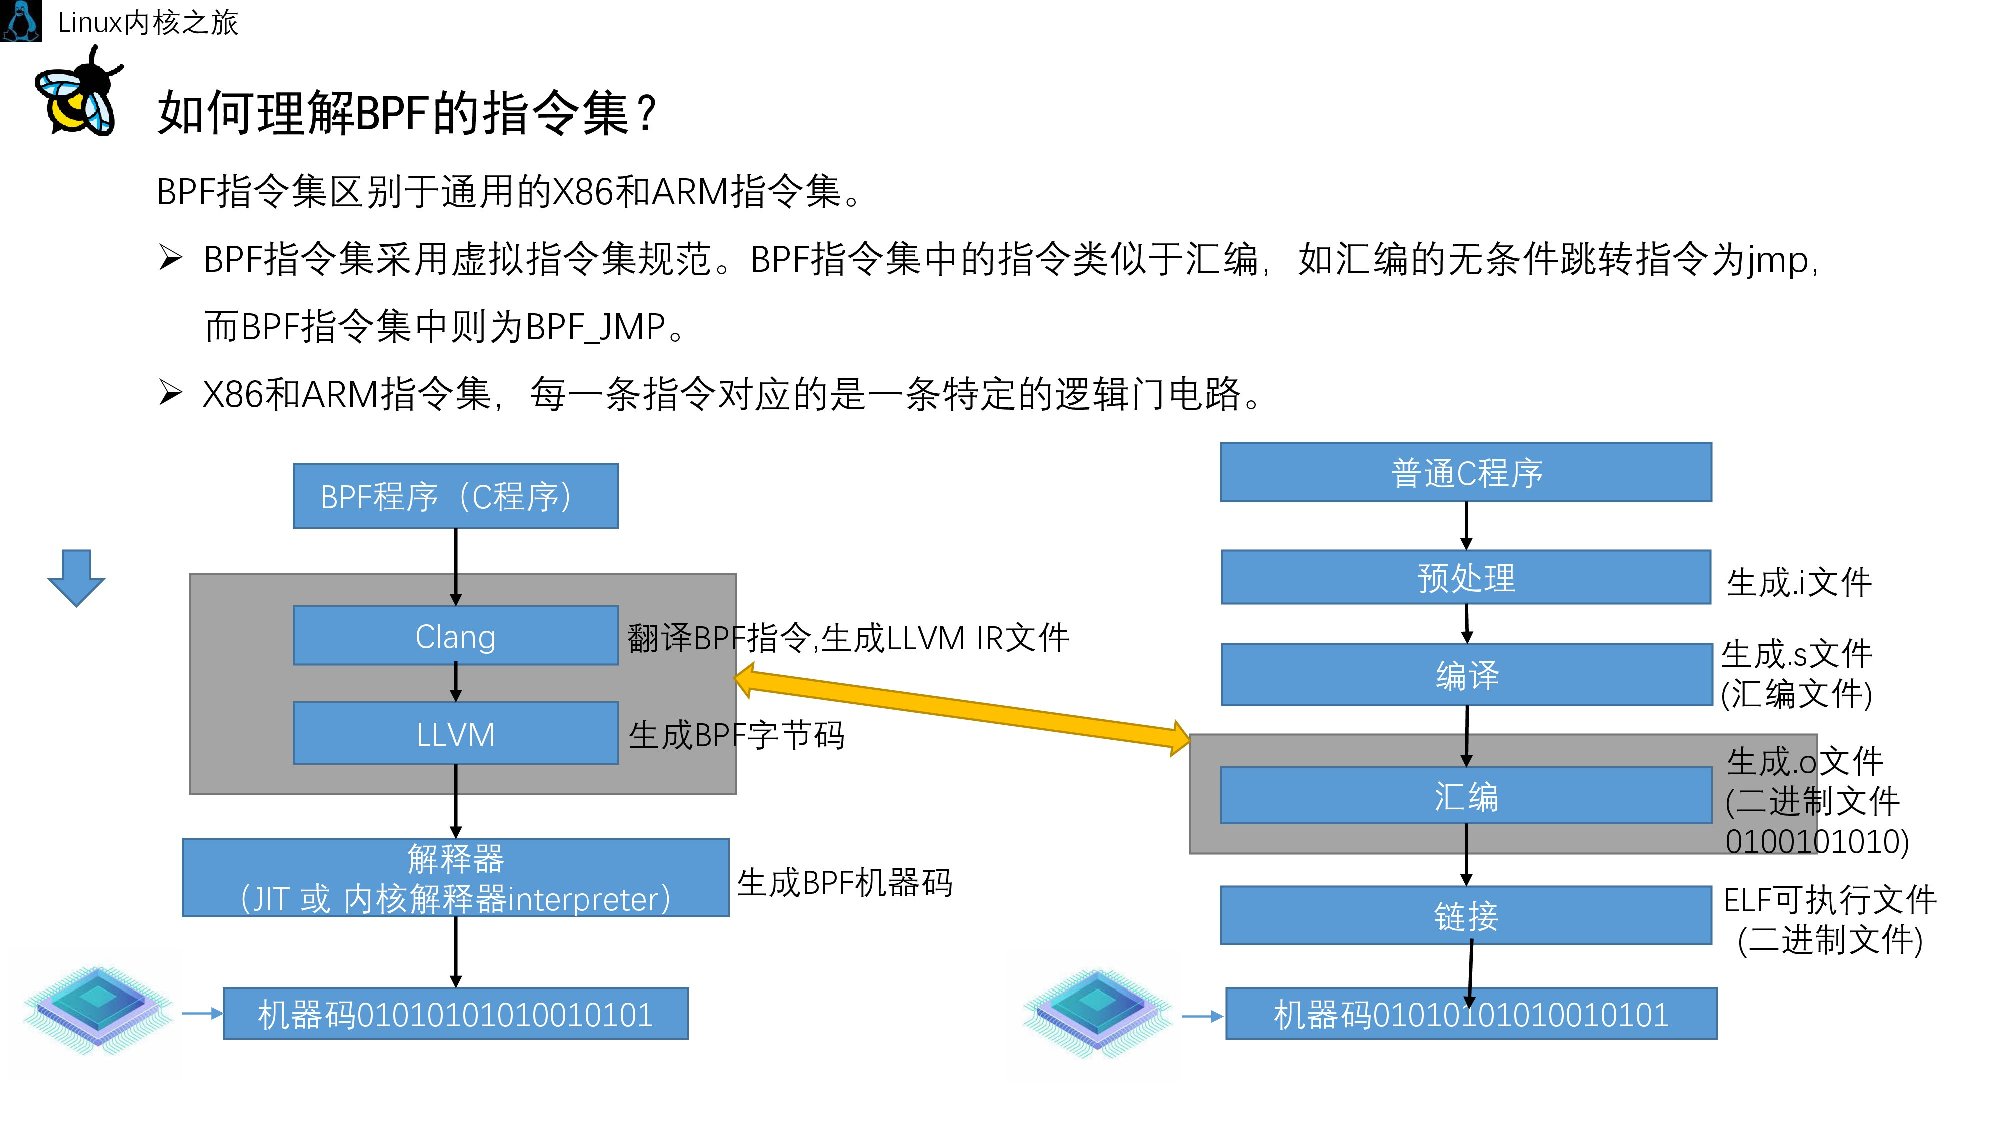 Linux内核之旅
如何理解BPF的指令集？
BPF指令集区别于通用的X86和ARM指令集。
BPF指令集采用虚拟指令集规范。BPF指令集中的指令类似于汇编，如汇编的无条件跳转指令为jmp，
而BPF指令集中则为BPF_JMP。
X86和ARM指令集，每一条指令对应的是一条特定的逻辑门电路。
BPF程序（C程序）
Clang
翻译BPF指令,生成LLVM IR文件
LLVM
生成BPF字节码
解释器
（JIT 或 内核解释器interpreter）
生成BPF机器码
机器码01010101010010101
普通C程序
预处理
生成.i文件
编译
生成.s文件
(汇编文件)
汇编
生成.o文件
(二进制文件
0100101010)
链接
ELF可执行文件
(二进制文件)
机器码01010101010010101